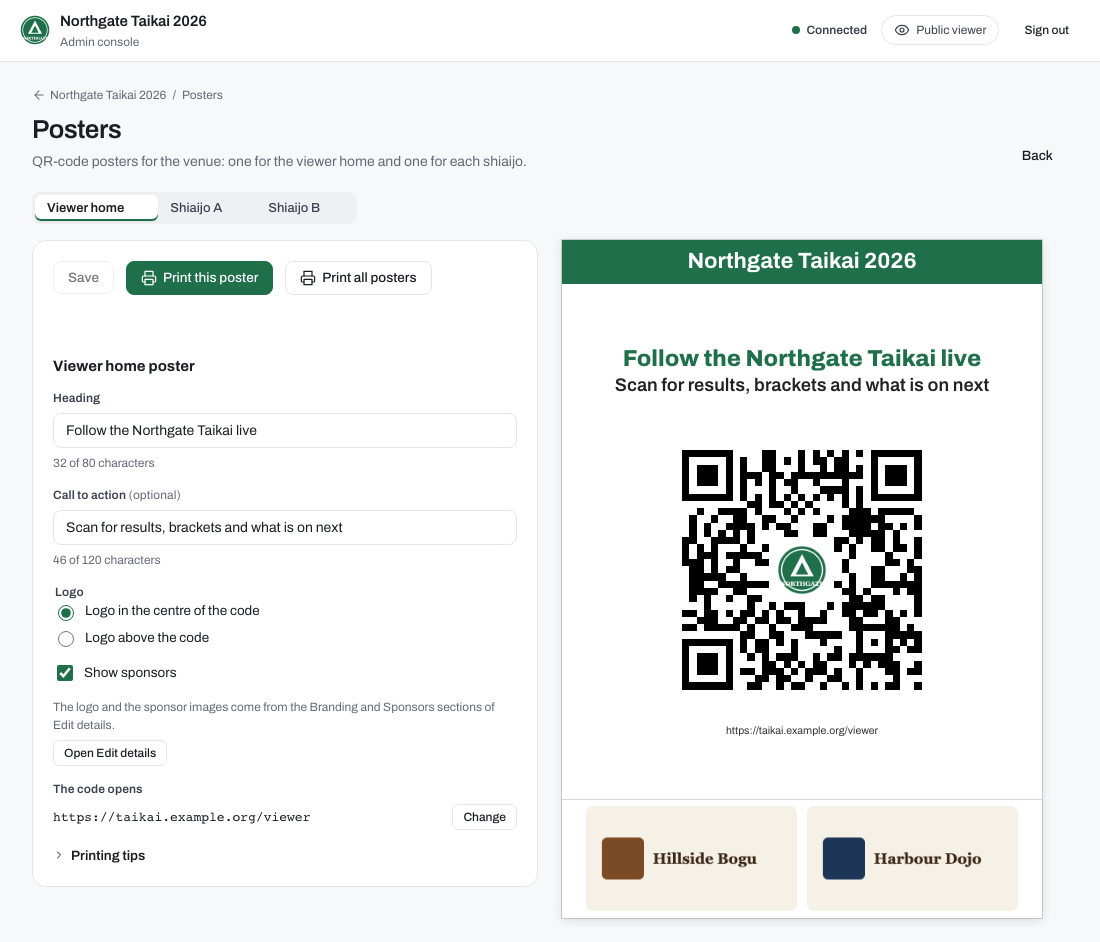 Northgate Taikai 2026
Admin console
Connected
Public viewer
Sign out
Northgate Taikai 2026 / Posters
Posters
QR-code posters for the venue: one for the viewer home and one for each shiaijo.
Back
Viewer home
Shiaijo A
Shiaijo B
Save
Print this poster
Print all posters
Viewer home poster
Heading
Follow the Northgate Taikai live
32 of 80 characters
Call to action (optional)
Scan for results, brackets and what is on next
46 of 120 characters
Logo
Logo in the centre of the code
Logo above the code
Show sponsors
The logo and the sponsor images come from the Branding and Sponsors sections of
Edit details.
Open Edit details
The code opens
https://taikai.example.org/viewer
Change
Printing tips
Northgate Taikai 2026
Follow the Northgate Taikai live
Scan for results, brackets and what is on next
https://taikai.example.org/viewer
Hillside Bogu
Harbour Dojo